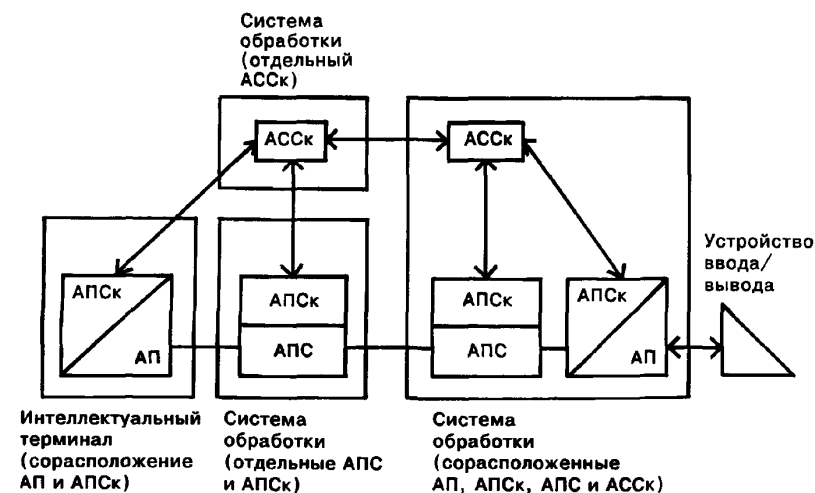 Система
обработки
(отдельный
АССк)
АССк
АССк
Устройство
ввода/
вывода
АПСк
АП
АПСк
АПС
АПСк
АПС
АПСк
АП
Интеллектуальный
терминал
(сорасположение
АП и АПСк)
Система
обработки
(отдельные АПС
и АПСк)
Система
обработки
(сорасположенные
АП, АПСк, АПС и АССк)